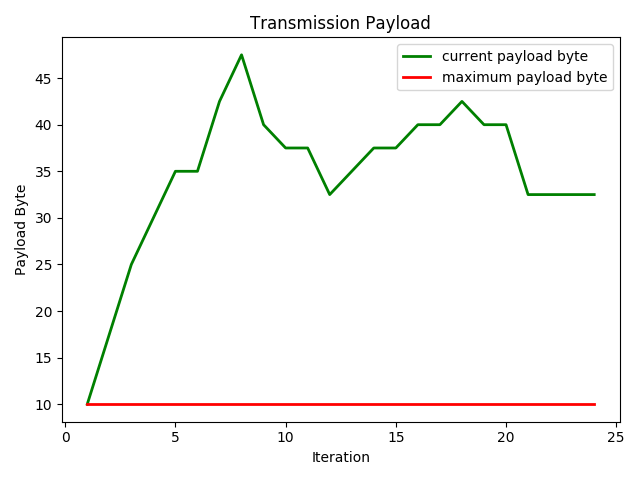 Transmission Payload
current payload byte
maximum payload byte
Payload Byte
45
40
35
30
25
20
15
10
0 5 10 15 20 25
Iteration